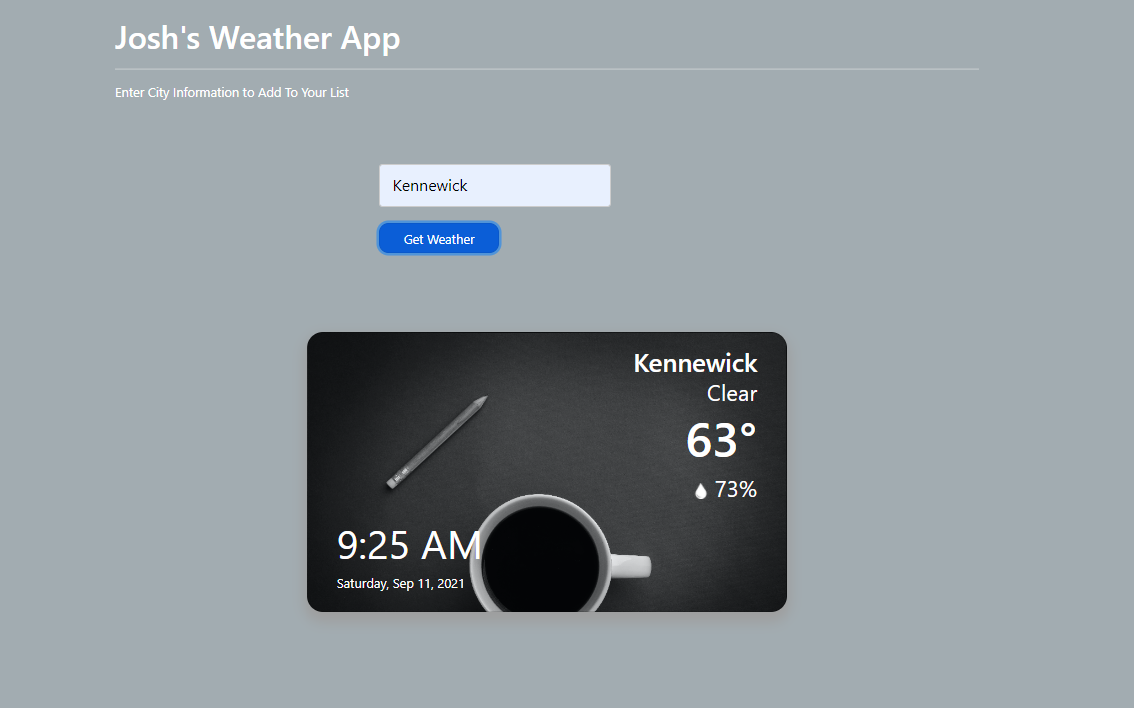 Josh's Weather App
Enter City Information to Add To Your List
Kennewick
Get Weather
Kennewick
Clear
63°
73%
9:25 AM
Saturday, Sep 11, 2021